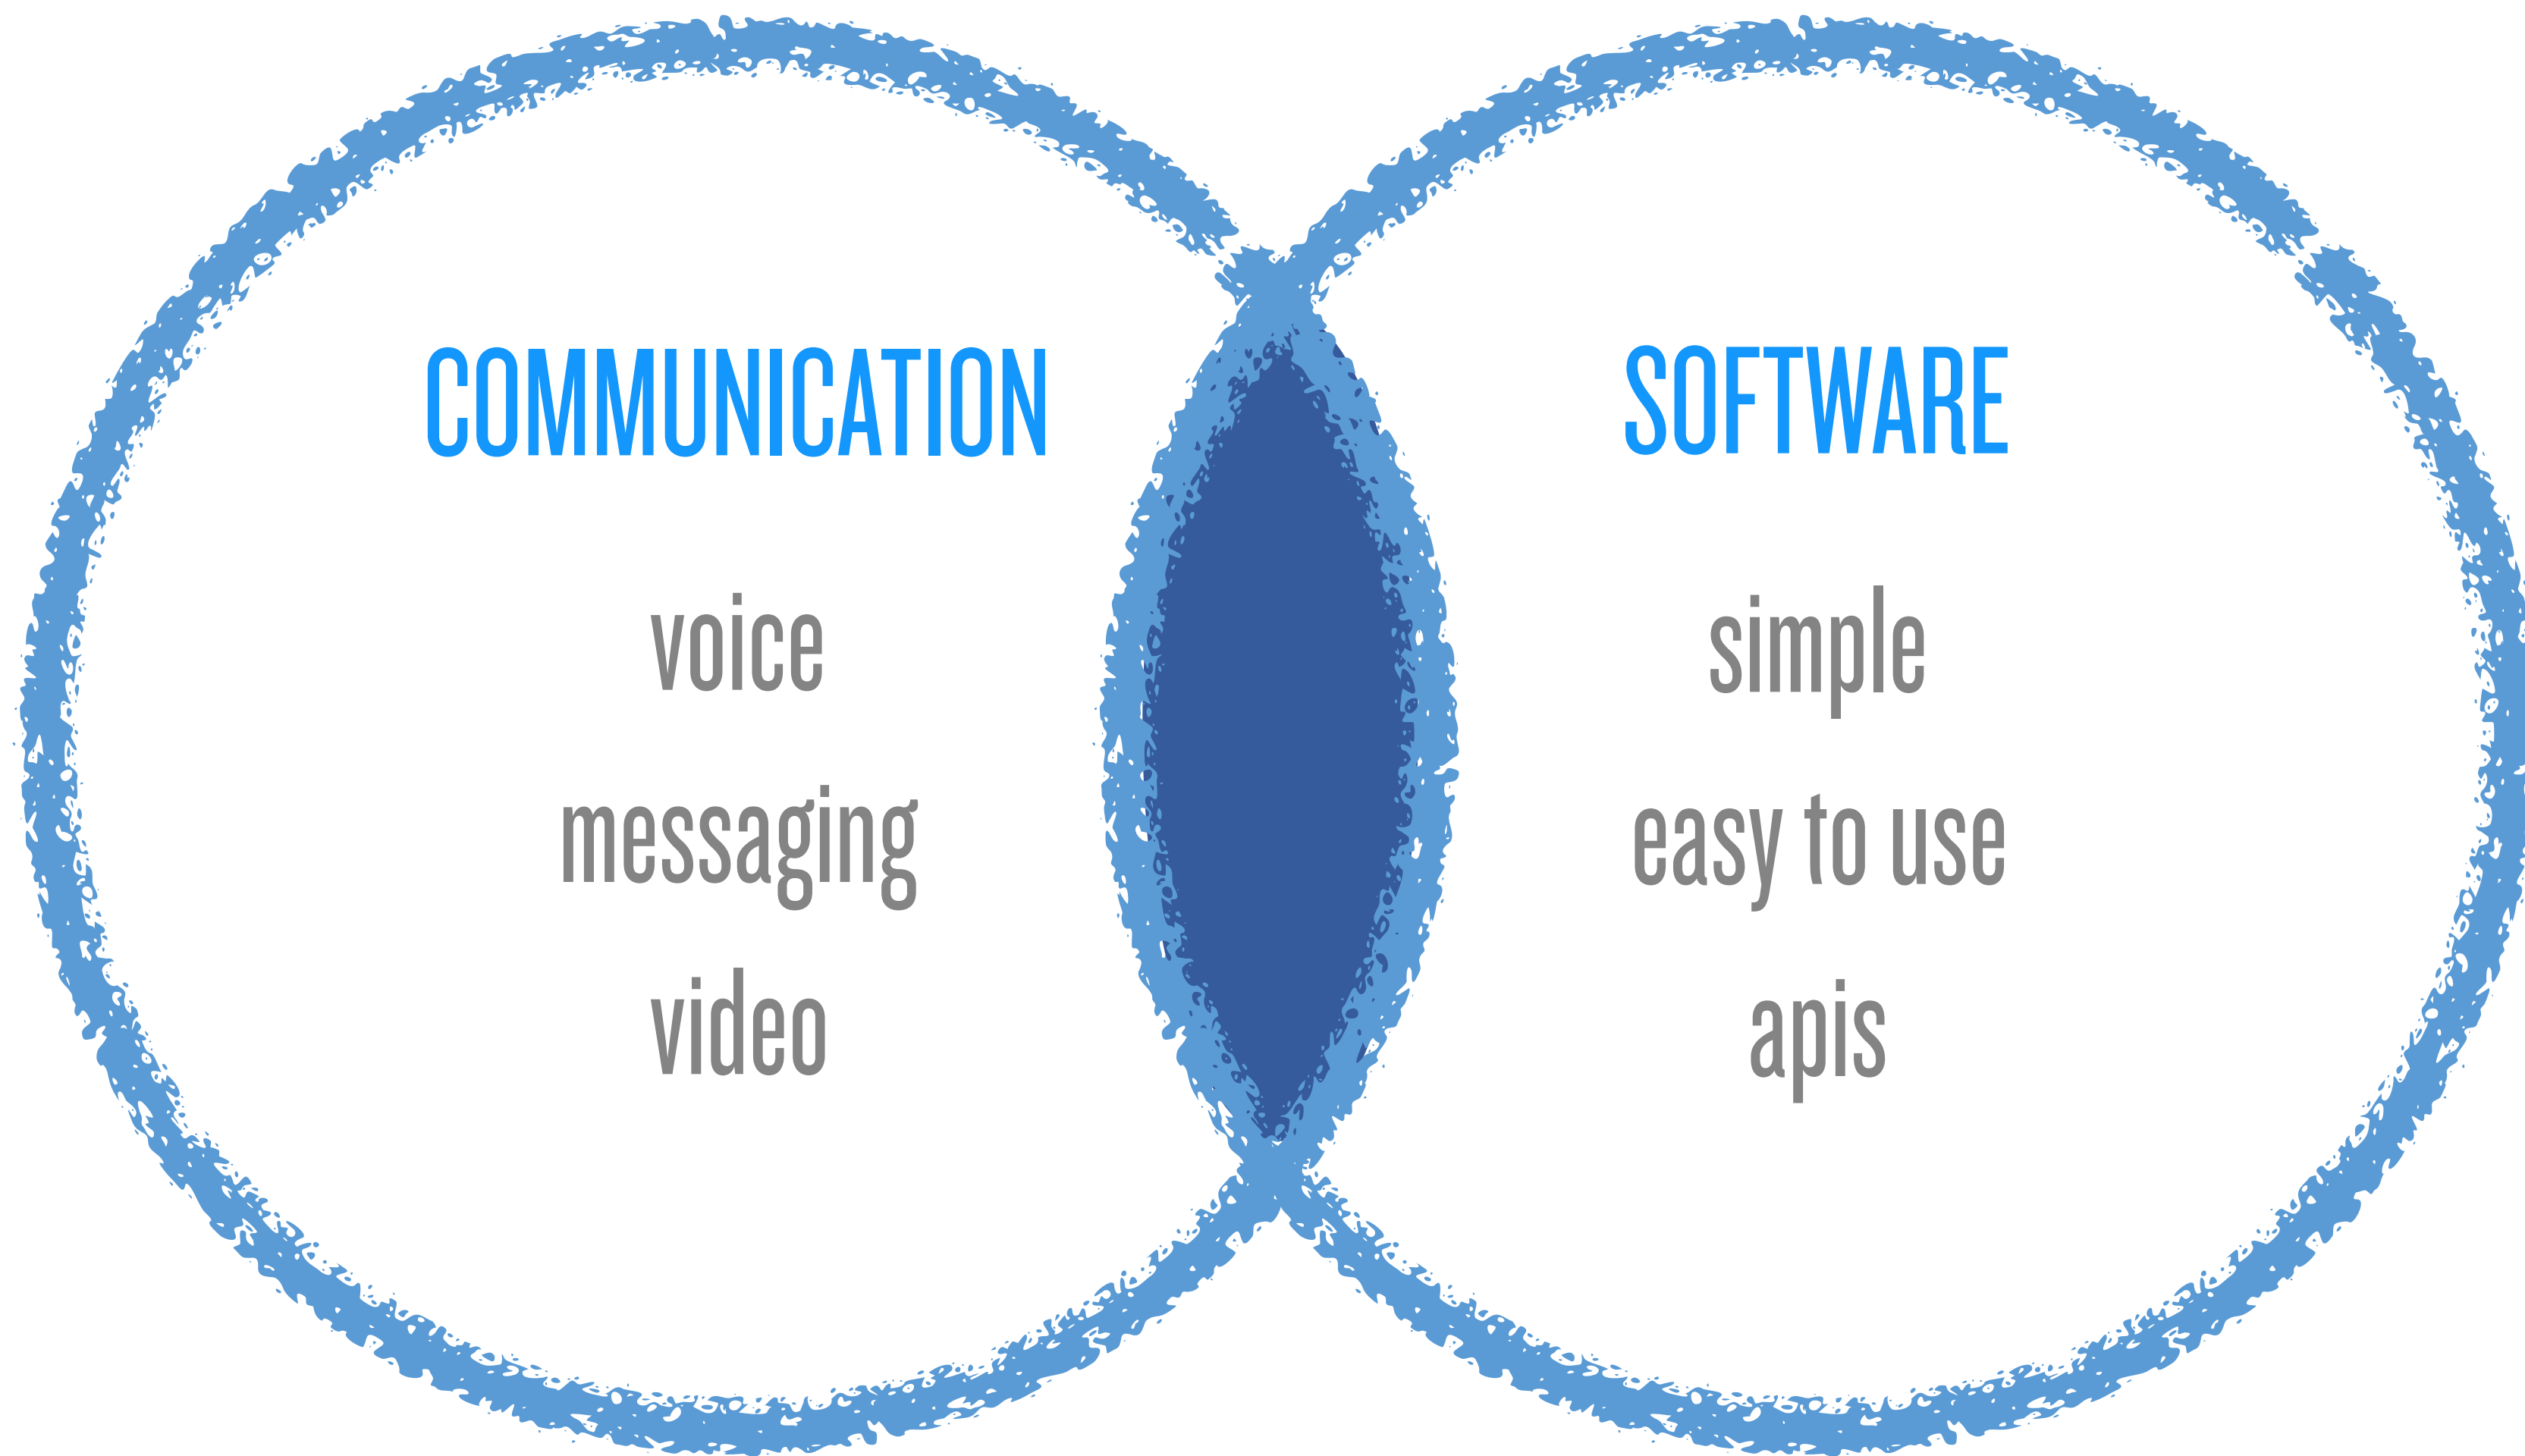 COMMUNICATION
voice
messaging
video
SOFTWARE
simple
easy to use
apis